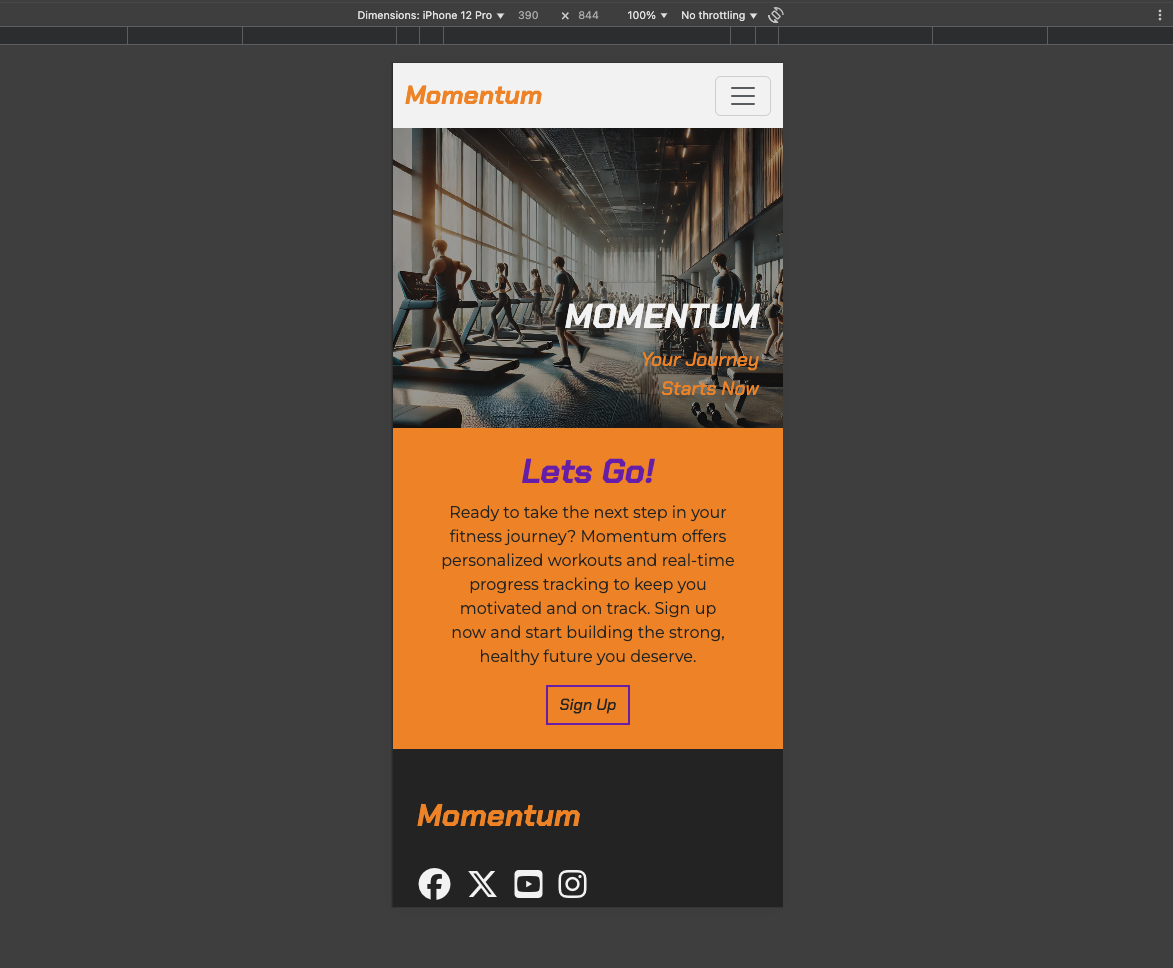 Dimensions: iPhone 12 Pro ▼ 390 × 844 100% ▼ No throttling ▼
Momentum
MOMENTUM
Your Journey
Starts Now
Lets Go!
Ready to take the next step in your
fitness journey? Momentum offers
personalized workouts and real-time
progress tracking to keep you
motivated and on track. Sign up
now and start building the strong,
healthy future you deserve.
Sign Up
Momentum